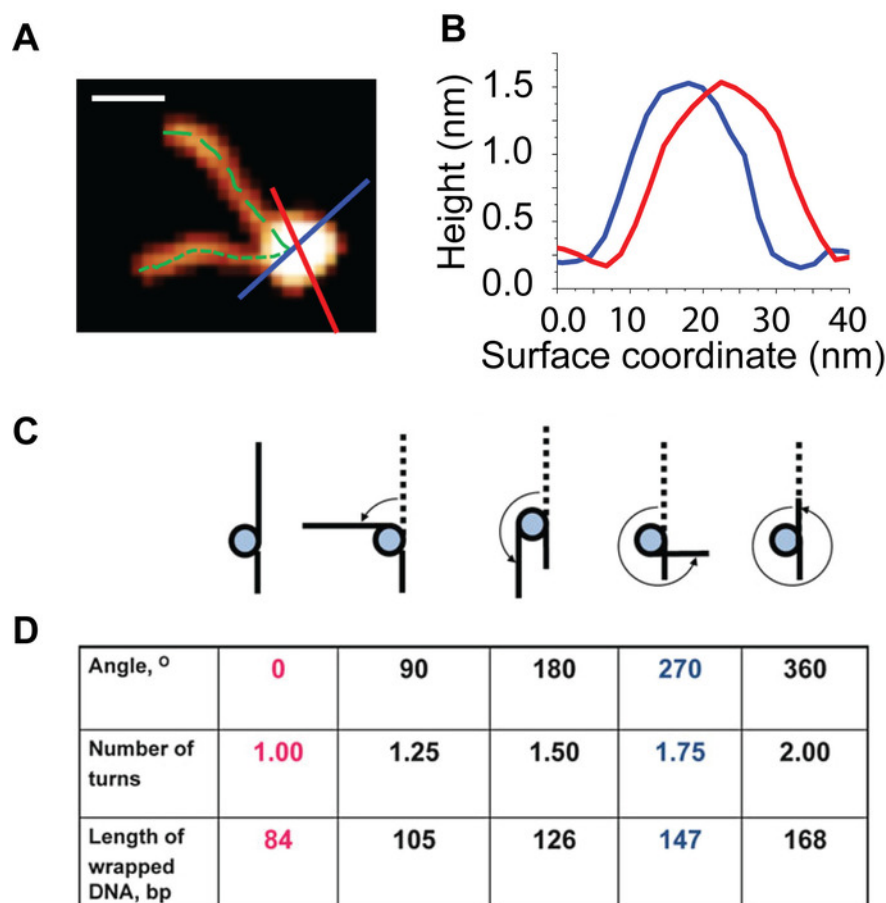 A
B
Height (nm)
1.5
1.0
0.5
0.0
0.0 10 20 30 40
Surface coordinate (nm)
C
D
Angle, O 0 90 180 270 360
Number of
turns 1.00 1.25 1.50 1.75 2.00
Length of
wrapped
DNA, bp 84 105 126 147 168